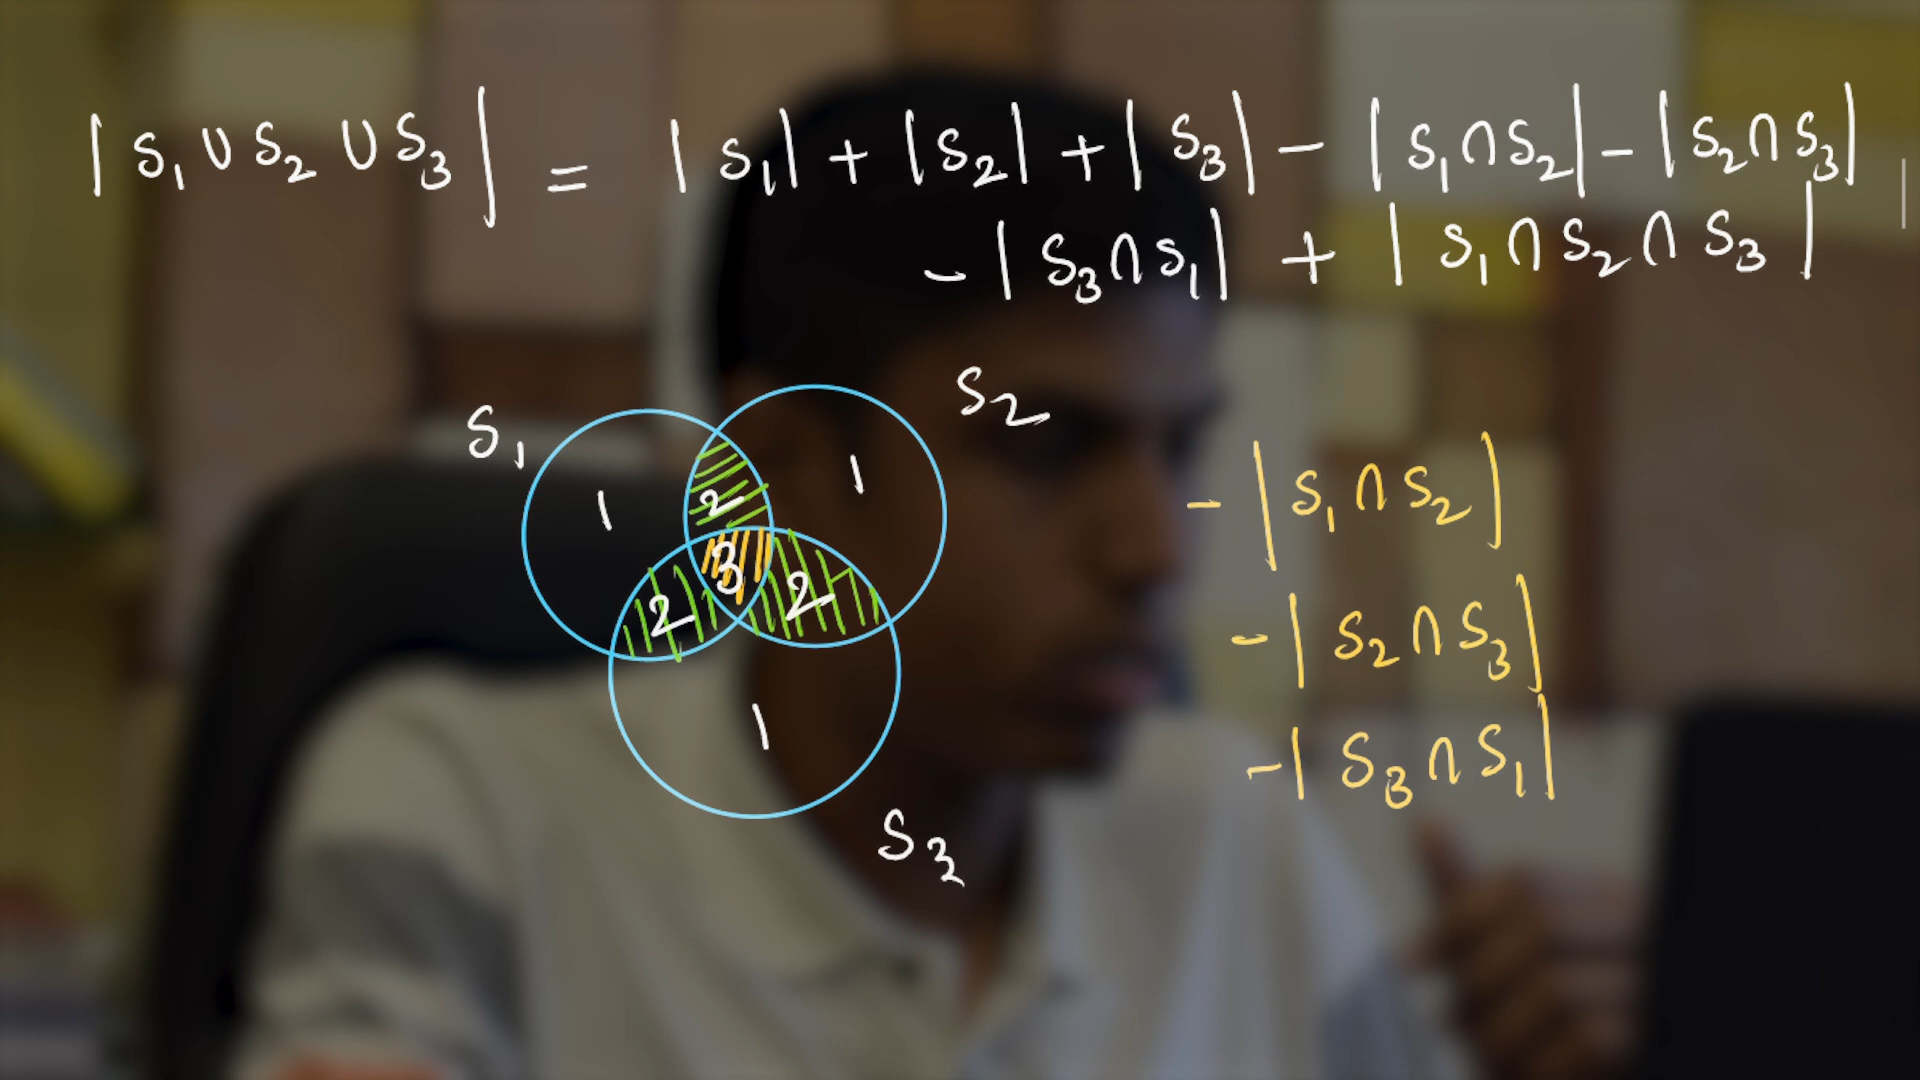 |S₁∪S₂∪S₃| = |S₁|+|S₂|+|S₃|-|S₁∩S₂|-|S₂∩S₃|
-|S₃∩S₁|+|S₁∩S₂∩S₃|
S₁
S₂
1
1
2
3
2
2
1
S₃
-|S₁∩S₂|
-|S₂∩S₃|
-|S₃∩S₁|